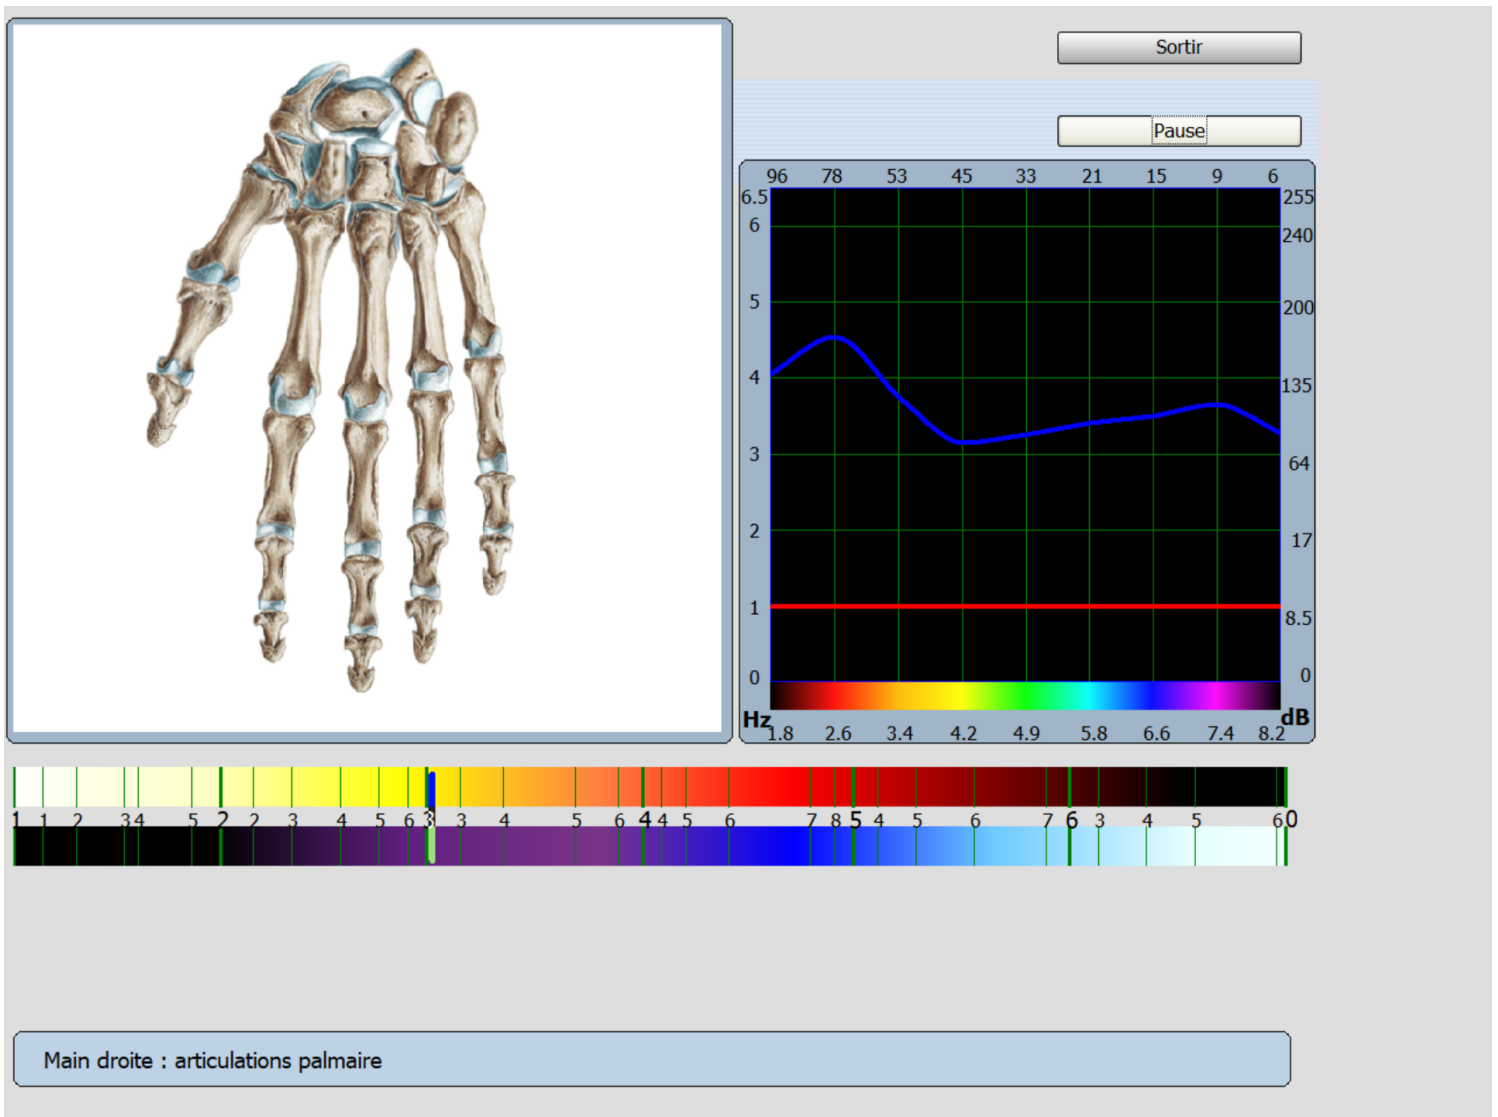 Sortir
Pause
96 78 53 45 33 21 15 9 6
6.5 255
6 240
5 200
4 135
3 64
2 17
1 8.5
0 0
Hz dB
1.8 2.6 3.4 4.2 4.9 5.8 6.6 7.4 8.2
1 1 2 3 4 5 2 2 3 4 5 6 3 3 4 5 6 4 4 5 6 7 8 5 4 5 6 7 6 3 4 5 6 0
Main droite : articulations palmaire